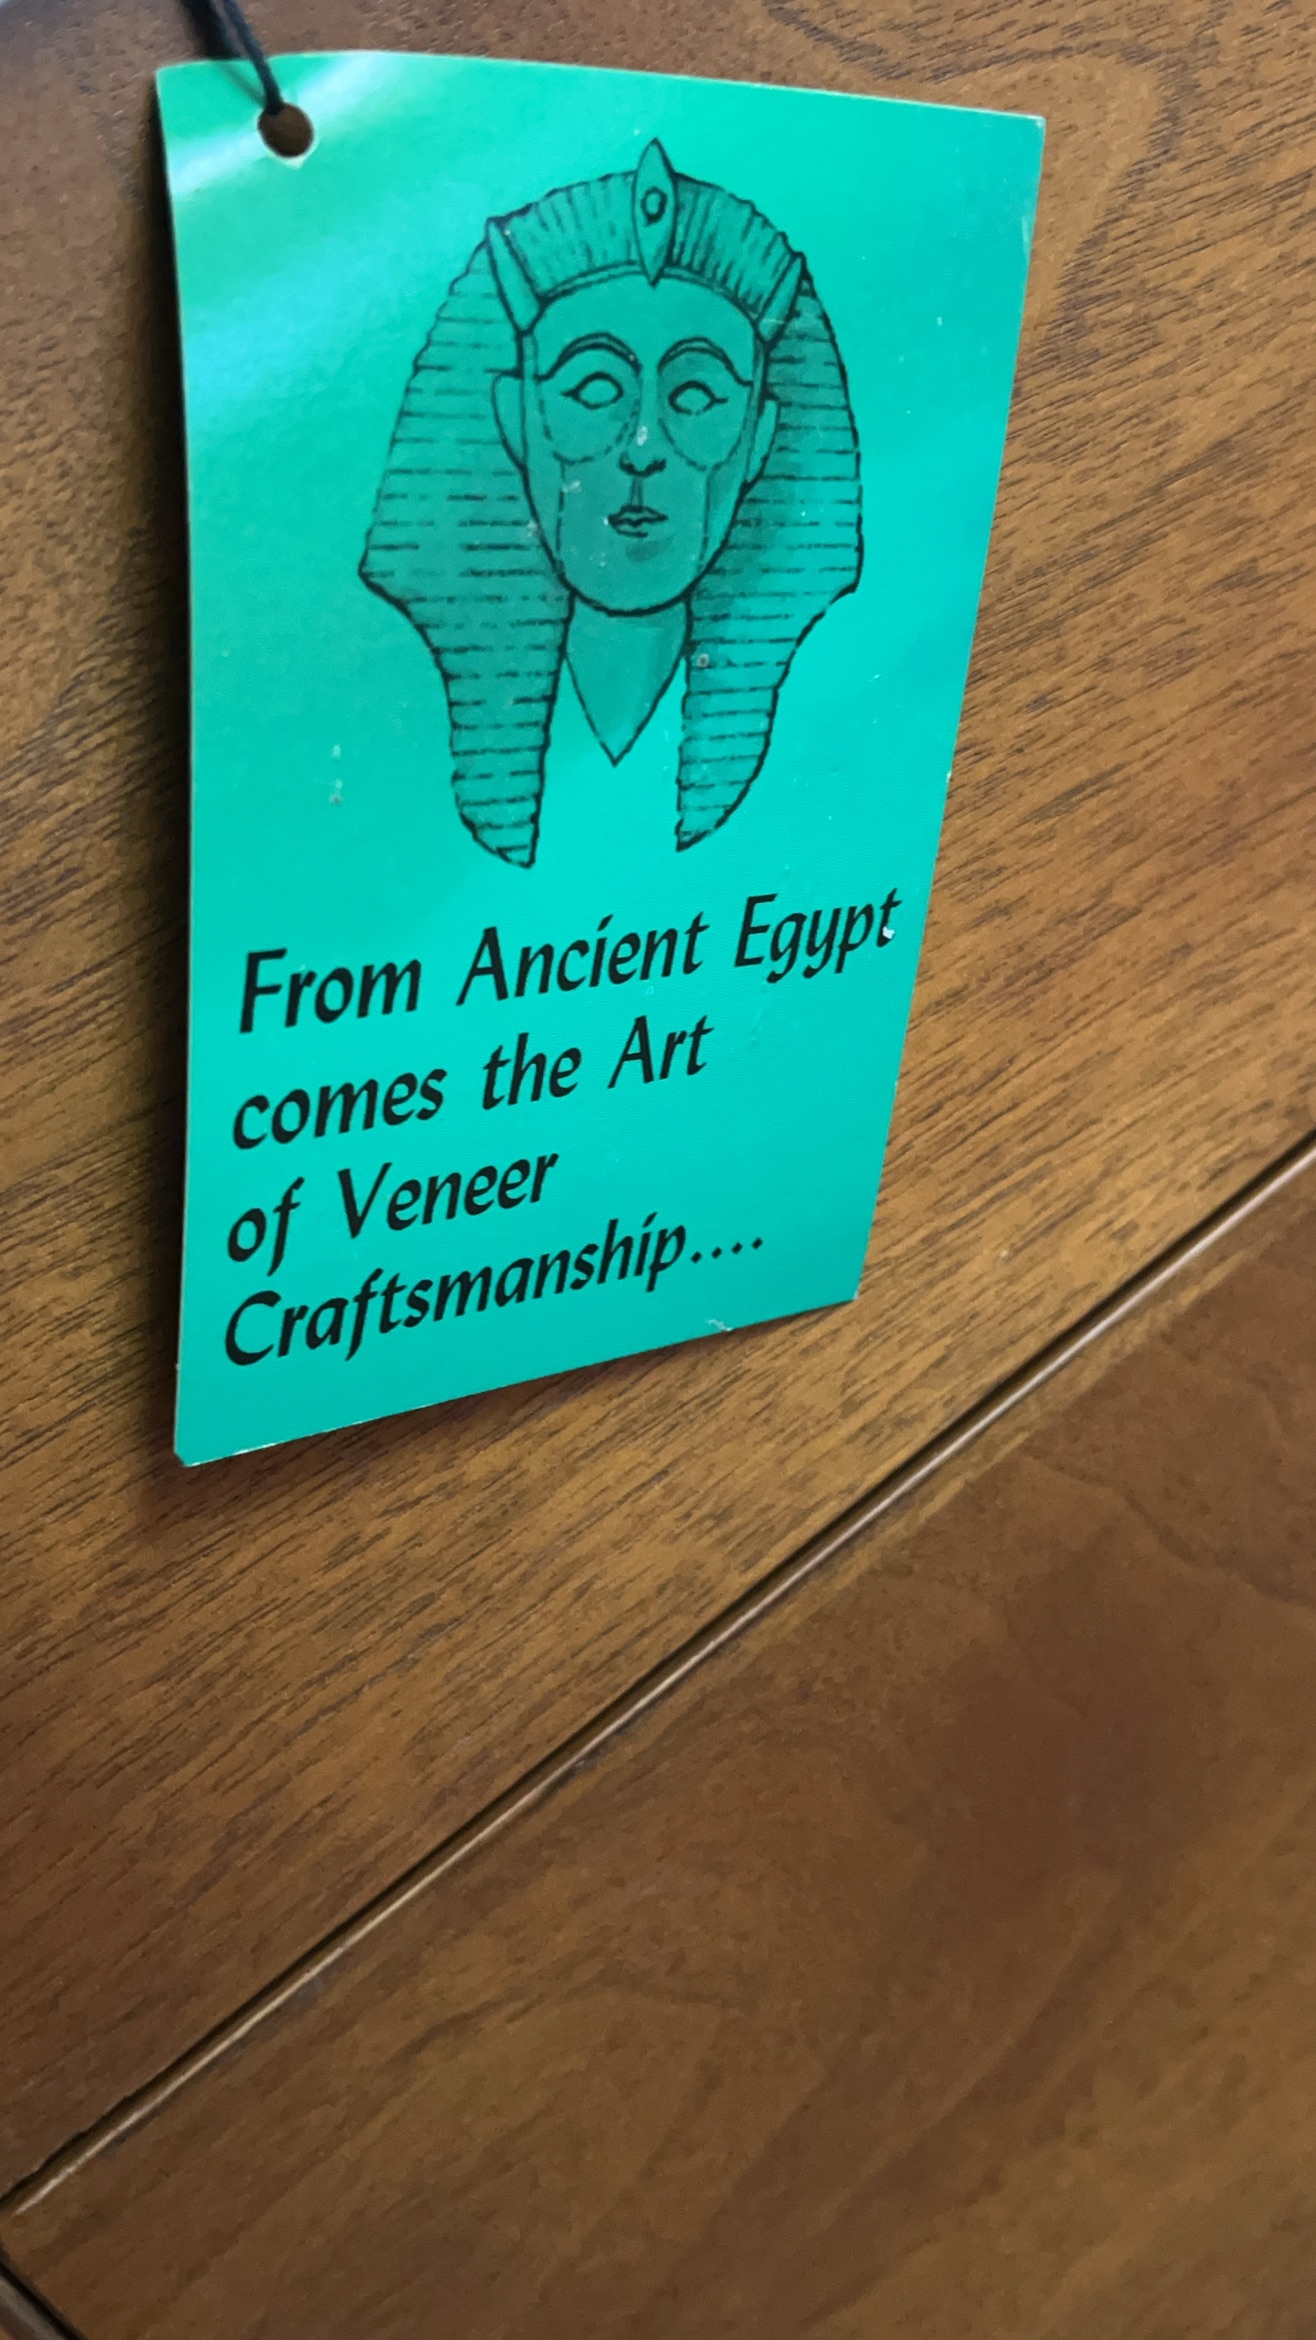 From Ancient Egypt
comes the Art
of Veneer
Craftsmanship....